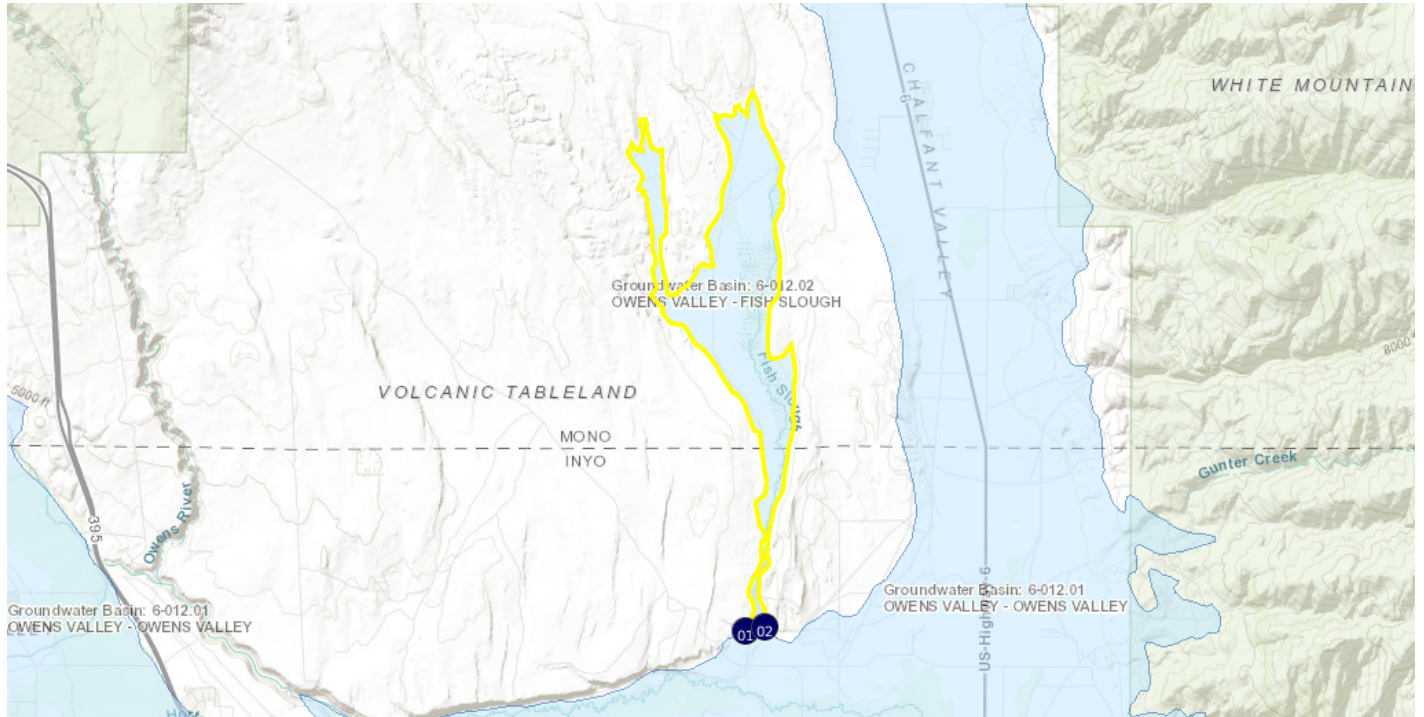 WHITE MOUNTAIN
CHALFANT VALLEY
6
Groundwater Basin: 6-012.02
OWENS VALLEY - FISH SLOUGH
Fish Slough
VOLCANIC TABLELAND
5000 ft
8000
MONO
INYO
Gunter Creek
Owens River
395
Groundwater Basin: 6-012.01
OWENS VALLEY - OWENS VALLEY
Groundwater Basin: 6-012.01
OWENS VALLEY - OWENS VALLEY
US-Highway-6
01
02